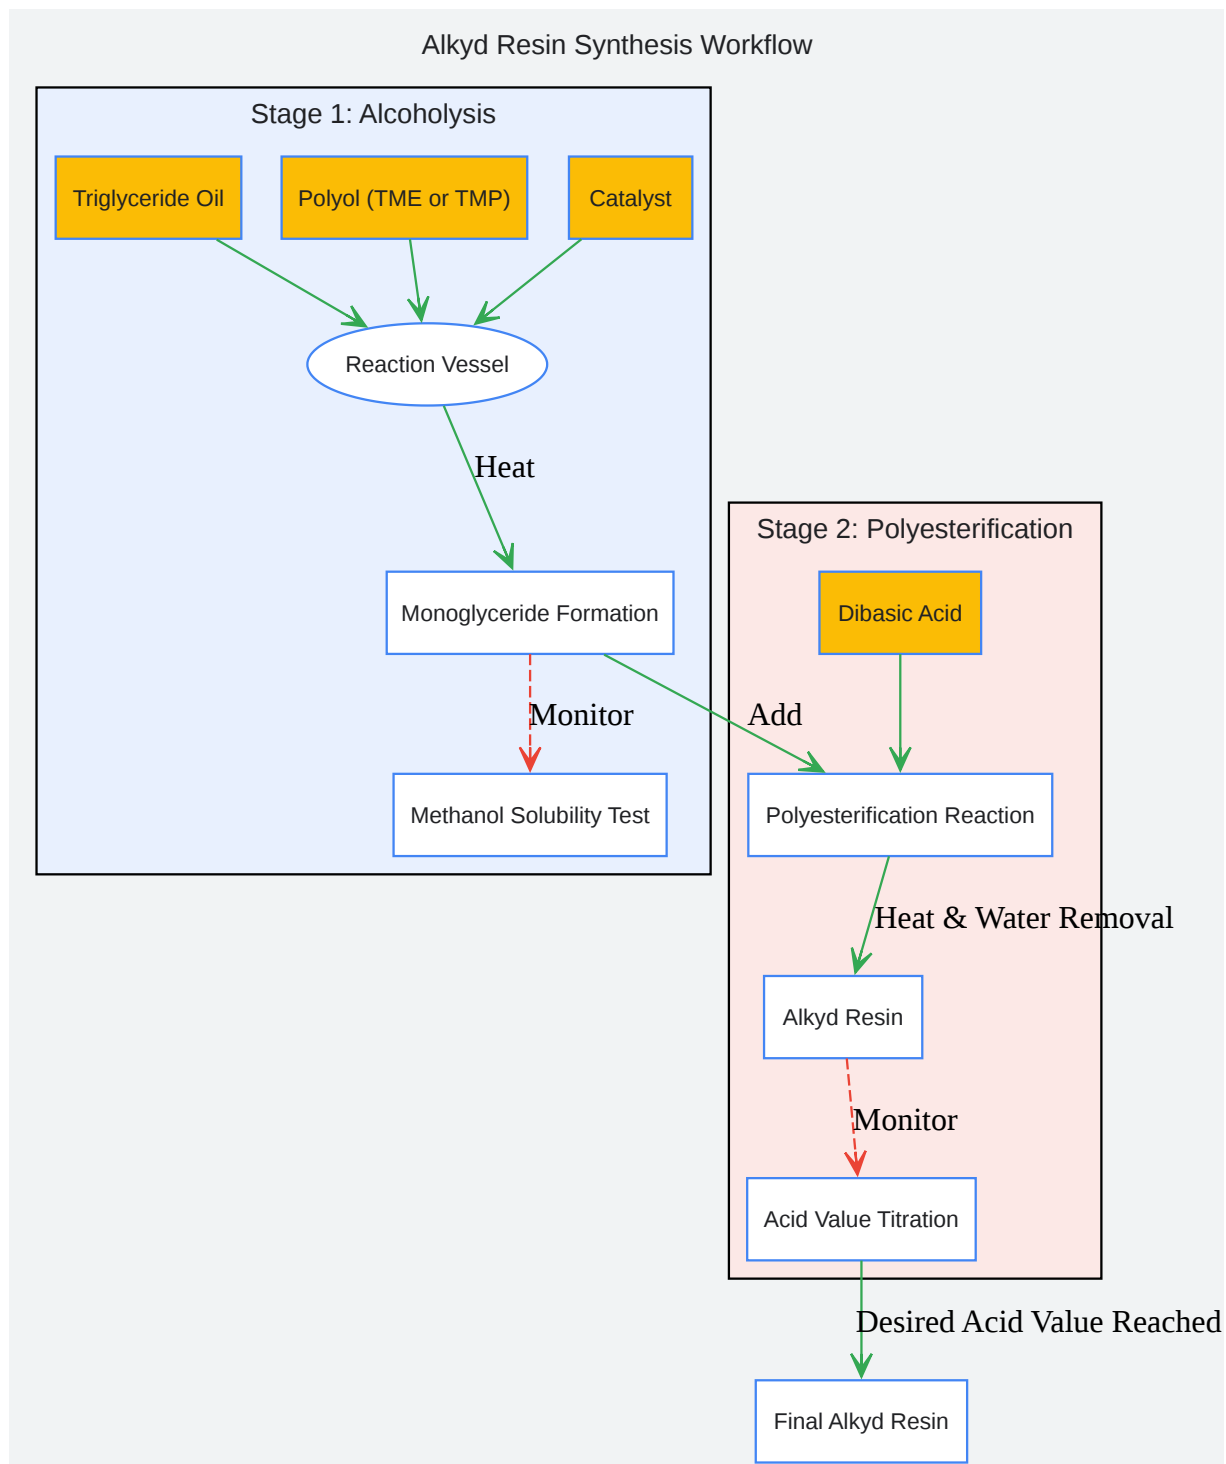 Alkyd Resin Synthesis Workflow
Stage 1: Alcoholysis
Triglyceride Oil
Polyol (TME or TMP)
Catalyst
Reaction Vessel
Heat
Monoglyceride Formation
Monitor
Methanol Solubility Test
Stage 2: Polyesterification
Dibasic Acid
Add
Polyesterification Reaction
Heat & Water Removal
Alkyd Resin
Monitor
Acid Value Titration
Desired Acid Value Reached
Final Alkyd Resin